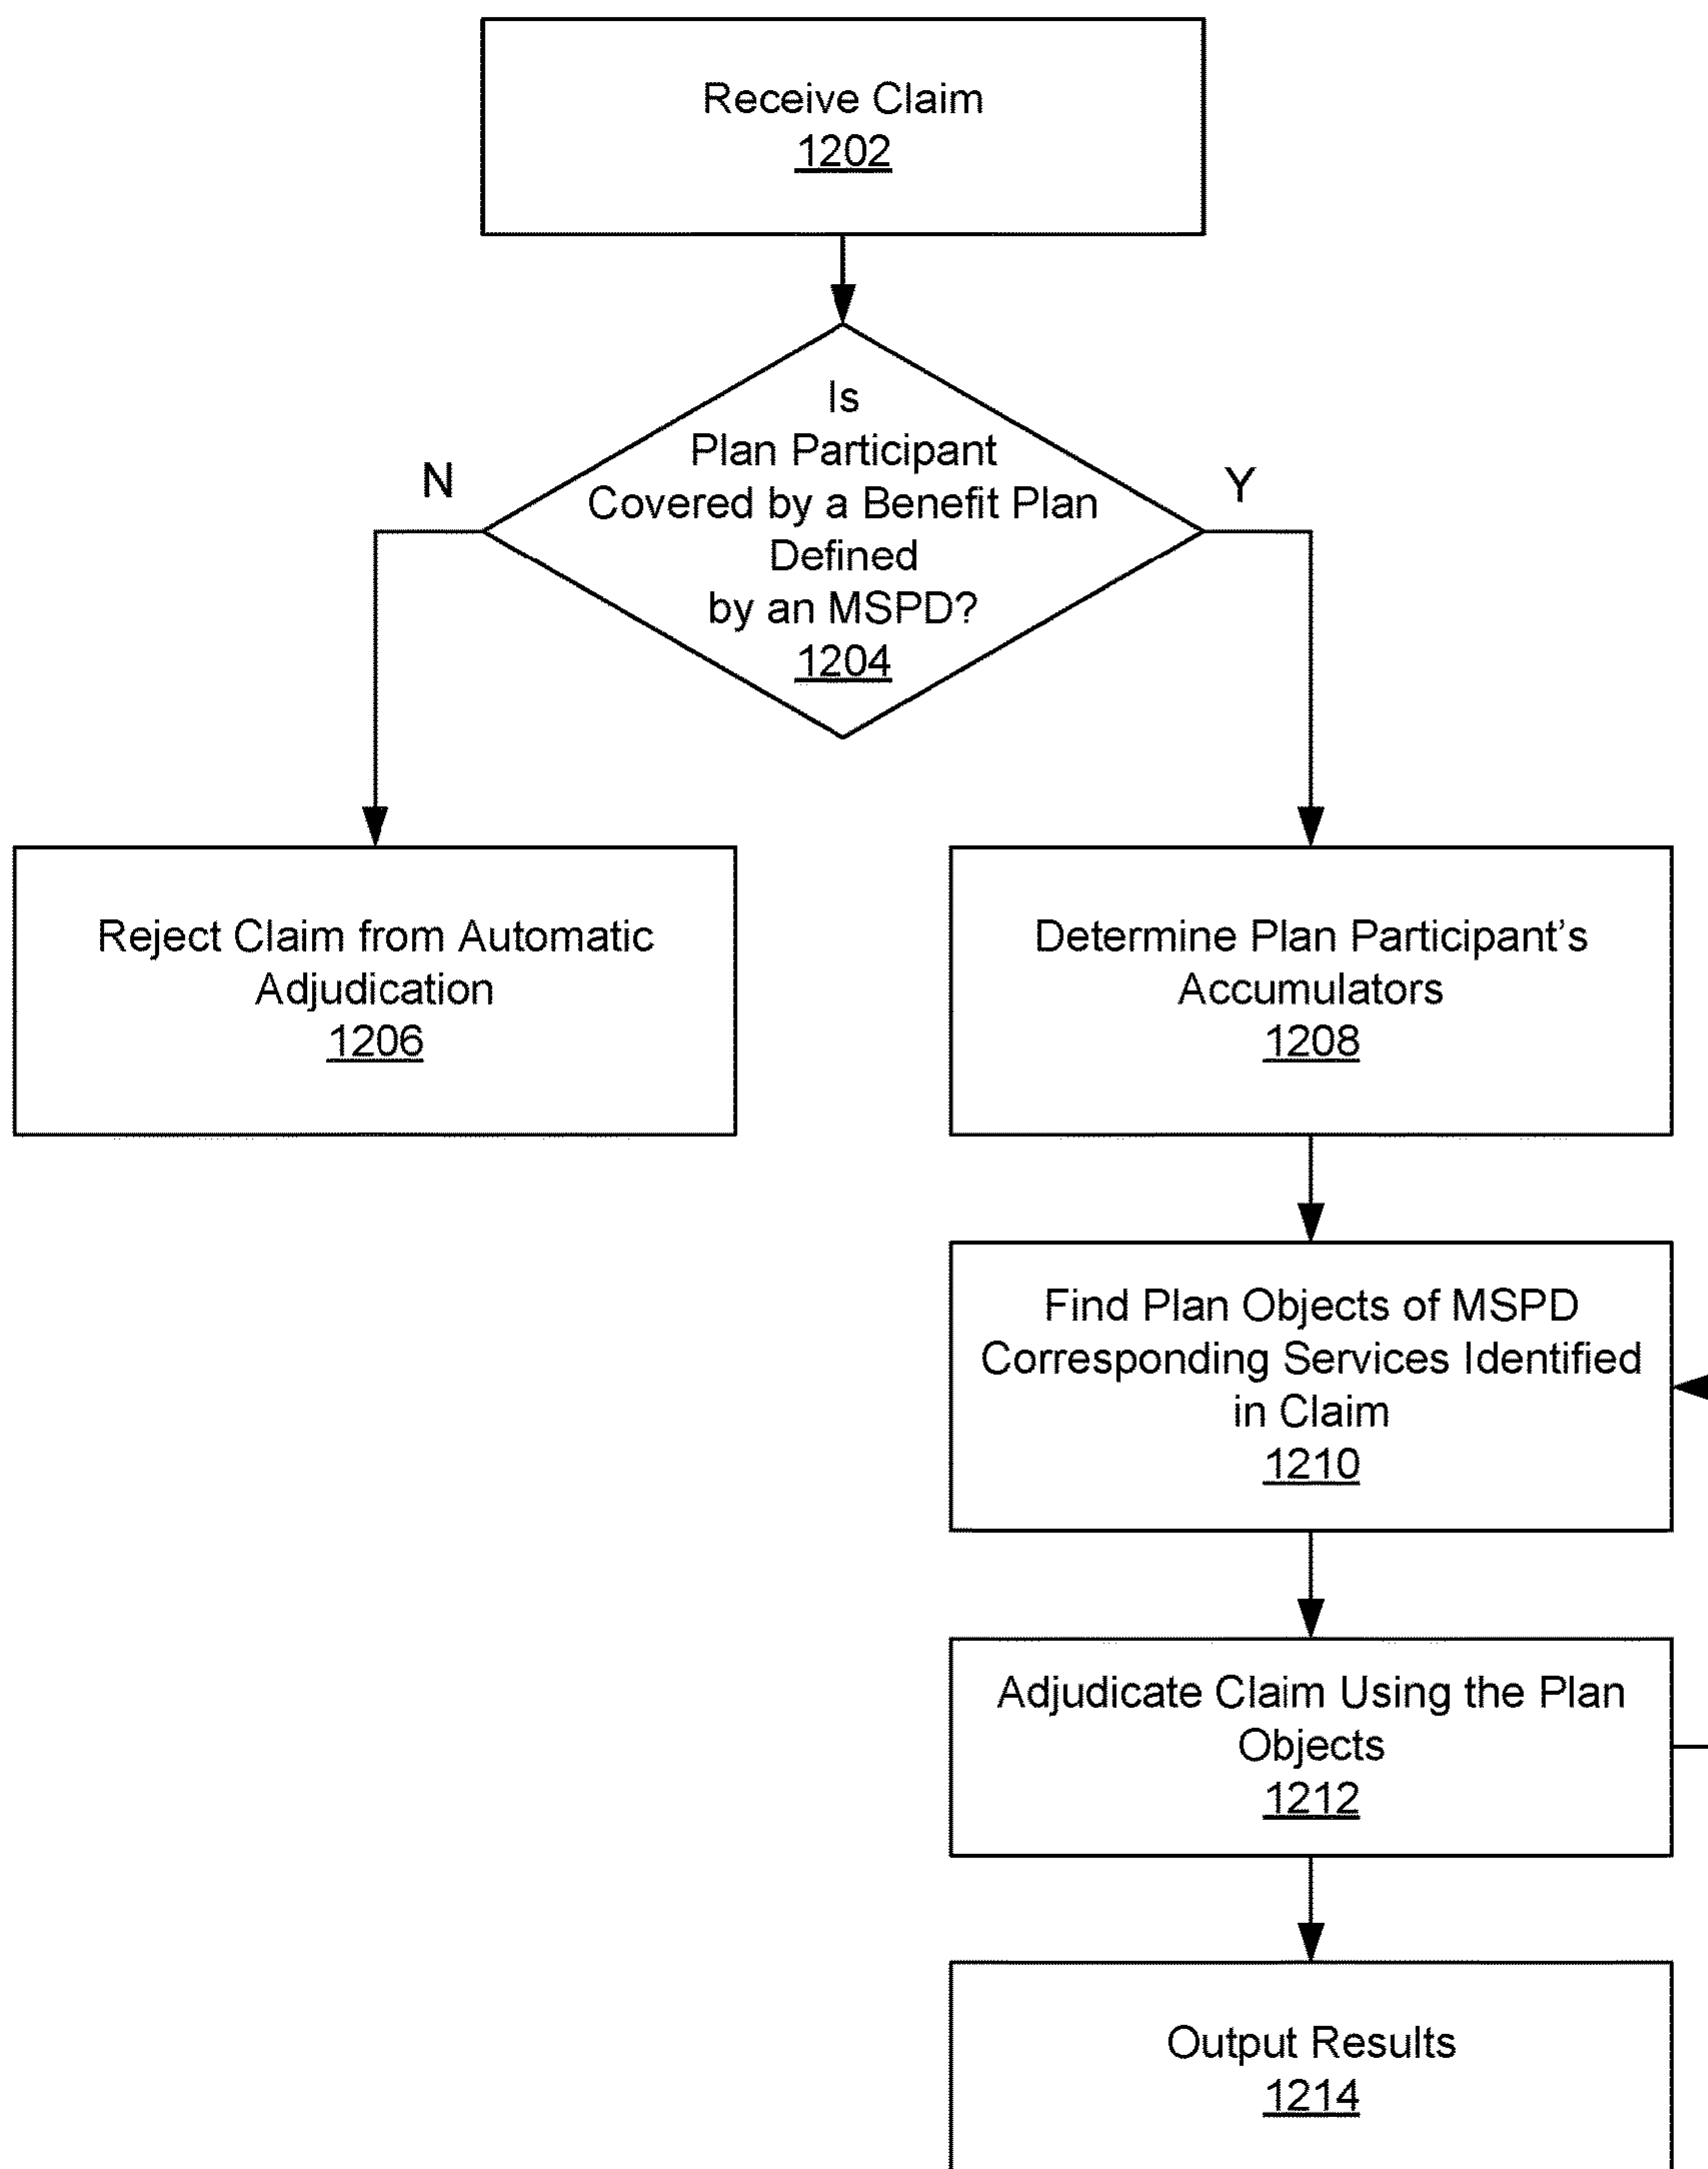 Receive Claim
1202
Is
Plan Participant
Covered by a Benefit Plan
Defined
by an MSPD?
1204
N
Y
Reject Claim from Automatic
Adjudication
1206
Determine Plan Participant's
Accumulators
1208
Find Plan Objects of MSPD
Corresponding Services Identified
in Claim
1210
Adjudicate Claim Using the Plan
Objects
1212
Output Results
1214